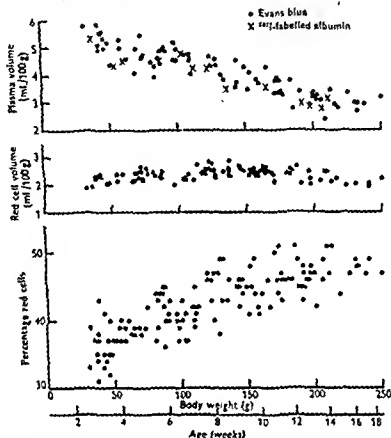 • Evans blue
× -labelled albumin
Plasma volume
(ml/100g)
6
5
4
3
2
Red cell volume
(ml/100g)
3
2
1
Percentage red cells
50
40
30
0
50
100
150
200
250
Body weight (g)
2
4
6
8
10
12
14
16
18
Age (weeks)